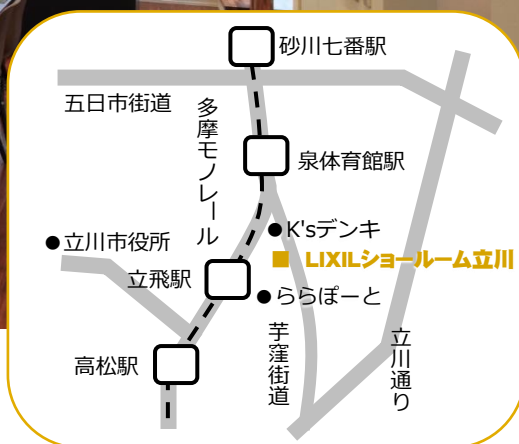 砂川七番駅
五日市街道
多摩モノレール
泉体育館駅
●K'sデンキ
●立川市役所
■ LIXILショールーム立川
立飛駅
●ららぽーと
芋窪街道
立川通り
高松駅